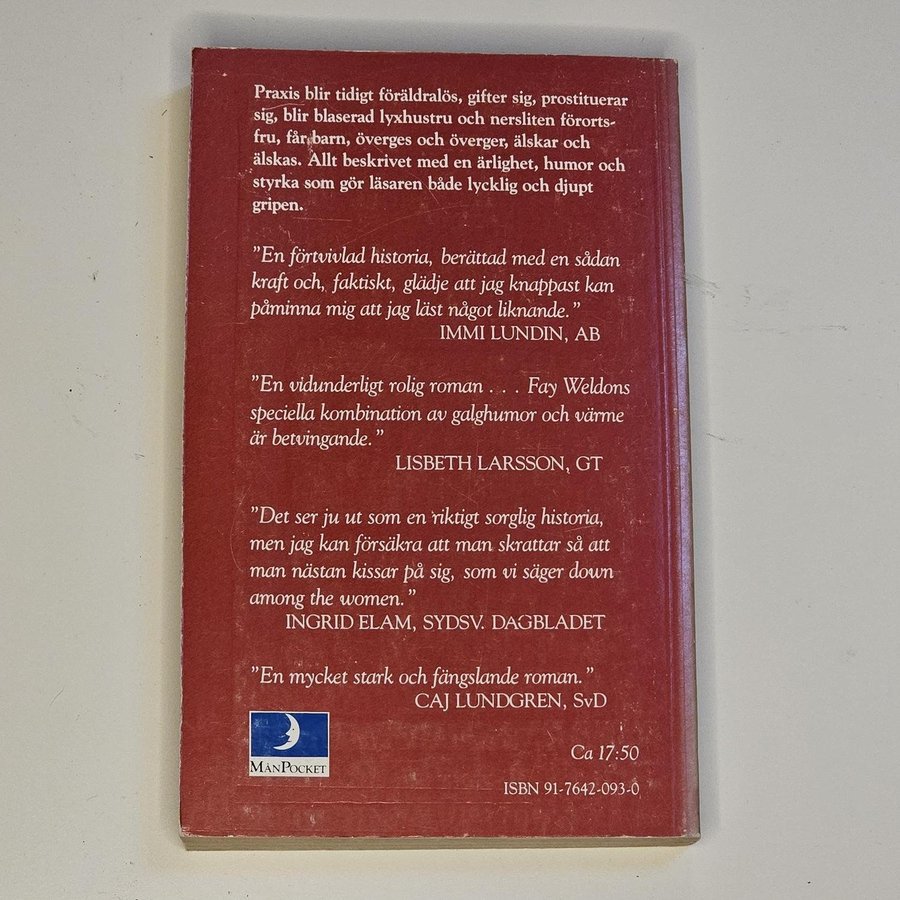 Praxis blir tidigt föräldralös, gifter sig, prostituerar
sig, blir blaserad lyxhustru och nersliten förorts-
fru, får barn, överges och överger, älskar och
älskas. Allt beskrivet med en ärlighet, humor och
styrka som gör läsaren både lycklig och djupt
gripen.
”En förtvivlad historia, berättad med en sådan
kraft och, faktiskt, glädje att jag knappast kan
påminna mig att jag läst något liknande.”
IMMI LUNDIN, AB
”En vidunderligt rolig roman . . . Fay Weldons
speciella kombination av galghumor och värme
är betvingande.”
LISBETH LARSSON, GT
”Det ser ju ut som en riktigt sorglig historia,
men jag kan försäkra att man skrattar så att
man nästan kissar på sig, som vi säger down
among the women.”
INGRID ELAM, SYDSV. DAGBLADET
”En mycket stark och fängslande roman.”
CAJ LUNDGREN, SvD
MÅNPOCKET
Ca 17:50
ISBN 91-7642-093-0